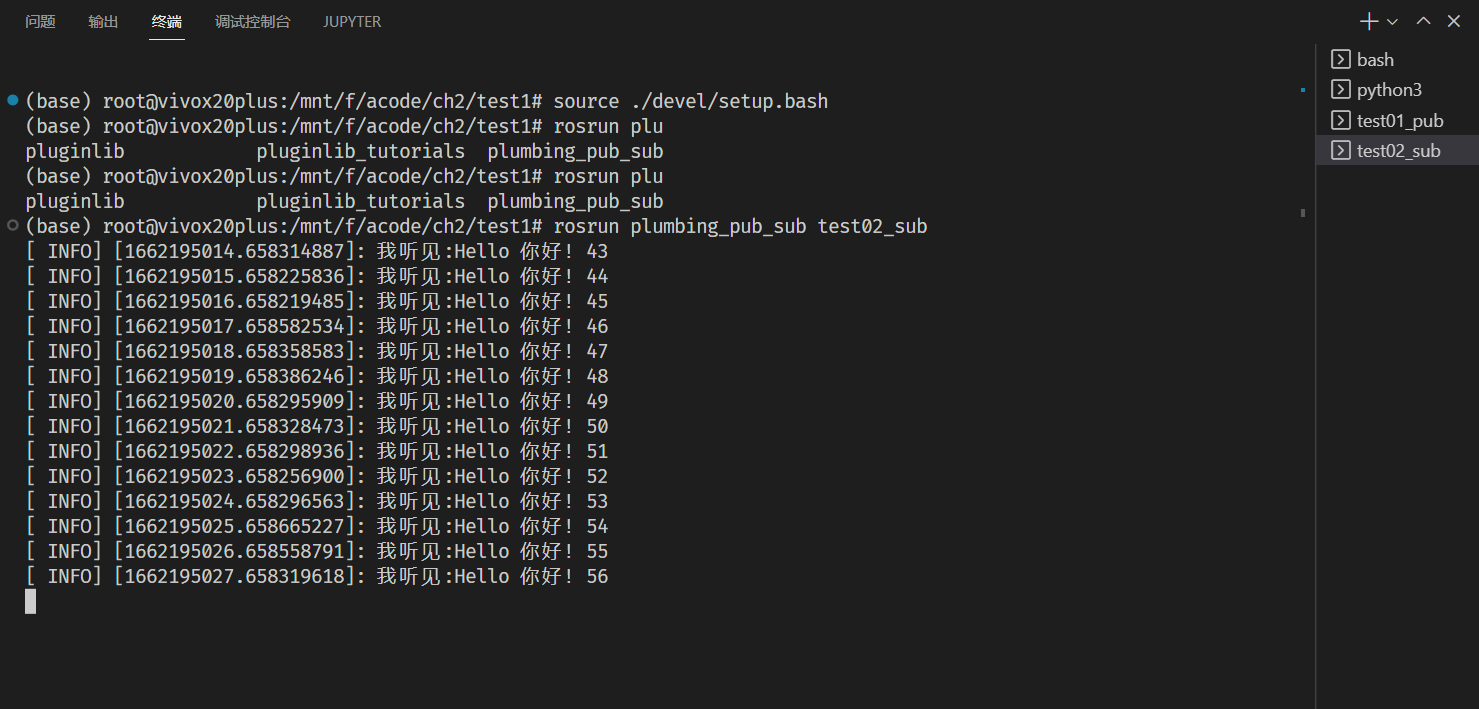 问题 输出 终端 调试控制台 JUPYTER
bash
python3
test01_pub
test02_sub
(base) root@vivox20plus:/mnt/f/acode/ch2/test1# source ./devel/setup.bash
(base) root@vivox20plus:/mnt/f/acode/ch2/test1# rosrun plu
pluginlib            pluginlib_tutorials  plumbing_pub_sub
(base) root@vivox20plus:/mnt/f/acode/ch2/test1# rosrun plu
pluginlib            pluginlib_tutorials  plumbing_pub_sub
(base) root@vivox20plus:/mnt/f/acode/ch2/test1# rosrun plumbing_pub_sub test02_sub
[ INFO] [1662195014.658314887]: 我听见:Hello 你好! 43
[ INFO] [1662195015.658225836]: 我听见:Hello 你好! 44
[ INFO] [1662195016.658219485]: 我听见:Hello 你好! 45
[ INFO] [1662195017.658582534]: 我听见:Hello 你好! 46
[ INFO] [1662195018.658358583]: 我听见:Hello 你好! 47
[ INFO] [1662195019.658386246]: 我听见:Hello 你好! 48
[ INFO] [1662195020.658295909]: 我听见:Hello 你好! 49
[ INFO] [1662195021.658328473]: 我听见:Hello 你好! 50
[ INFO] [1662195022.658298936]: 我听见:Hello 你好! 51
[ INFO] [1662195023.658256900]: 我听见:Hello 你好! 52
[ INFO] [1662195024.658296563]: 我听见:Hello 你好! 53
[ INFO] [1662195025.658665227]: 我听见:Hello 你好! 54
[ INFO] [1662195026.658558791]: 我听见:Hello 你好! 55
[ INFO] [1662195027.658319618]: 我听见:Hello 你好! 56